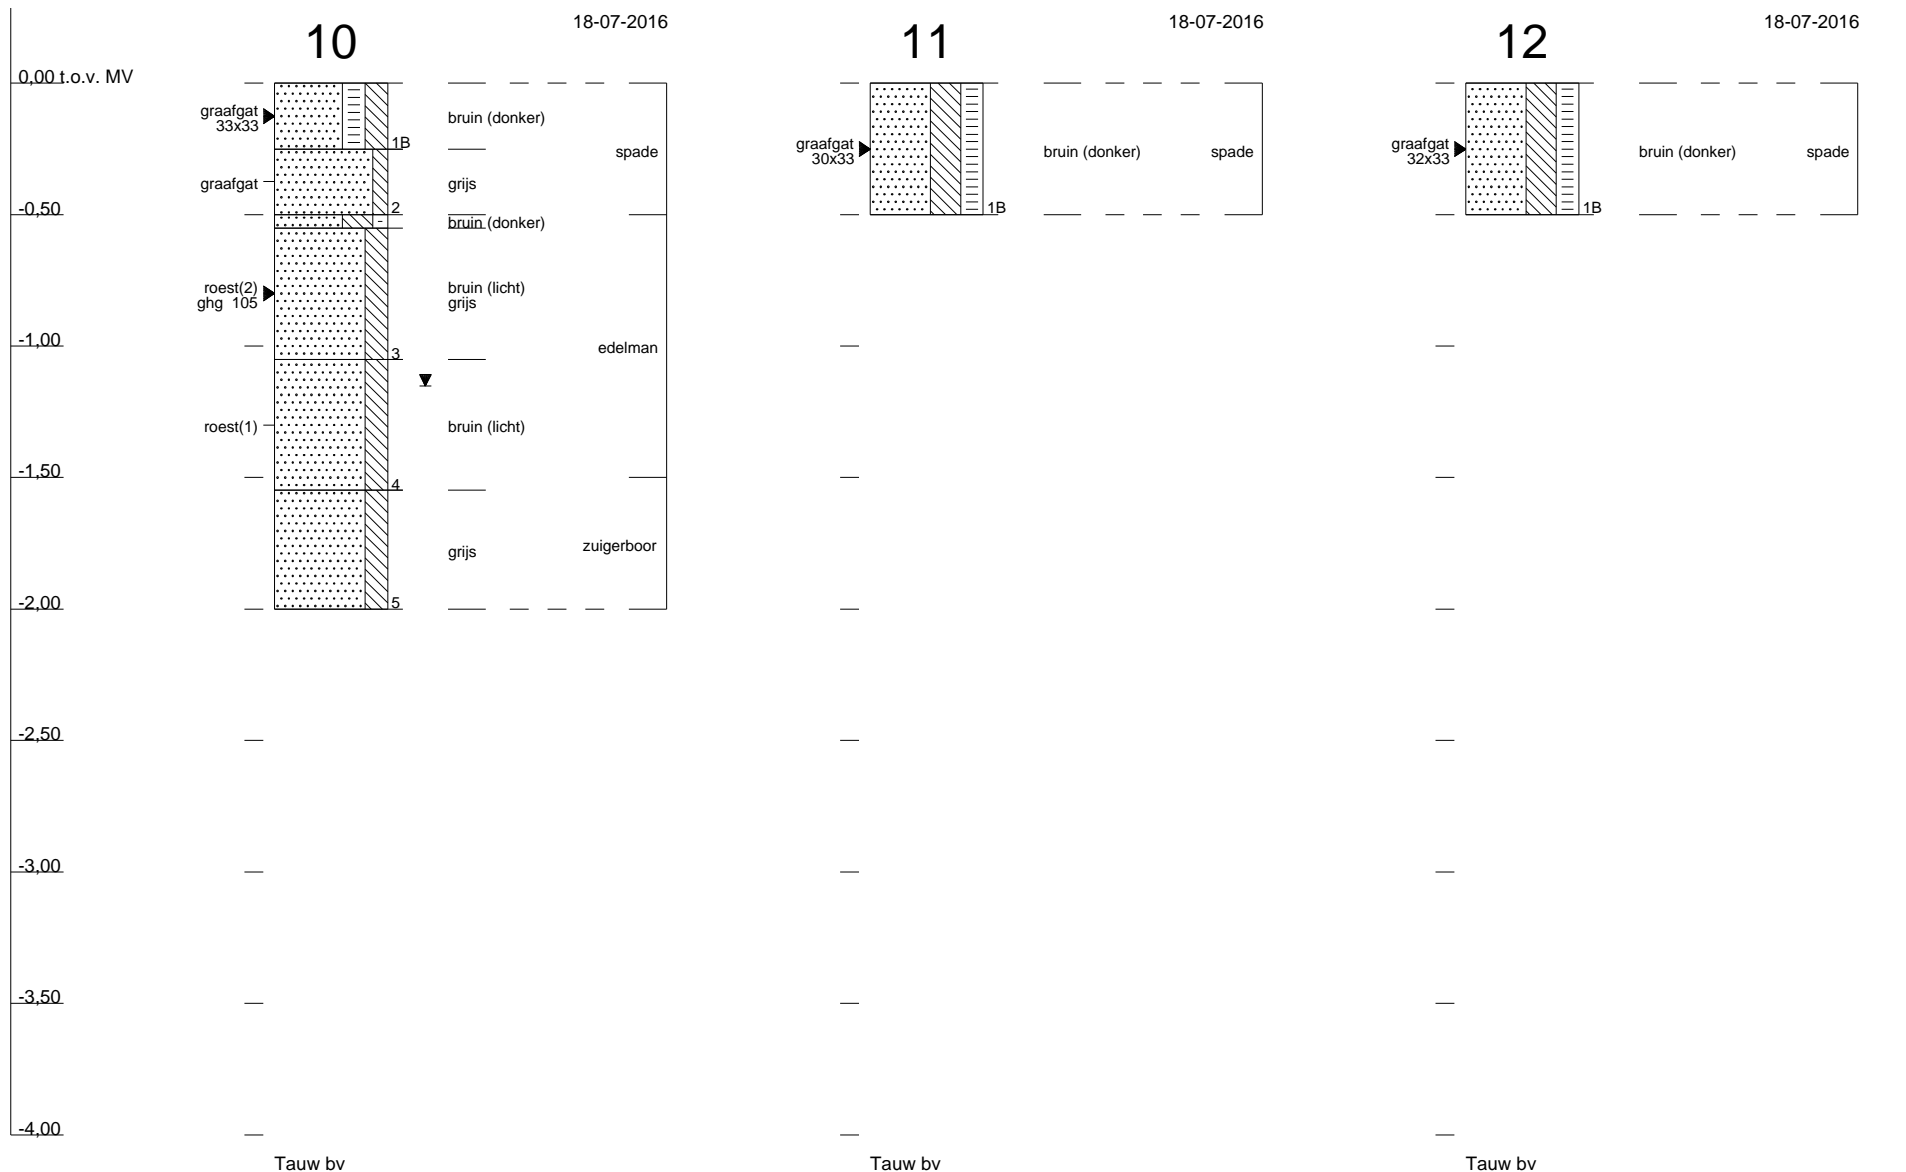 18-07-2016
10
0,00 t.o.v. MV
graafgat
33x33
bruin (donker)
1B
spade
graafgat
grijs
-0,50
2
bruin (donker)
roest(2)
ghg 105
bruin (licht)
grijs
-1,00
3
edelman
roest(1)
bruin (licht)
-1,50
4
grijs
zuigerboor
-2,00
5
-2,50
-3,00
-3,50
-4,00
Tauw bv
18-07-2016
11
graafgat
30x33
bruin (donker)
spade
1B
Tauw bv
18-07-2016
12
graafgat
32x33
bruin (donker)
spade
1B
Tauw bv